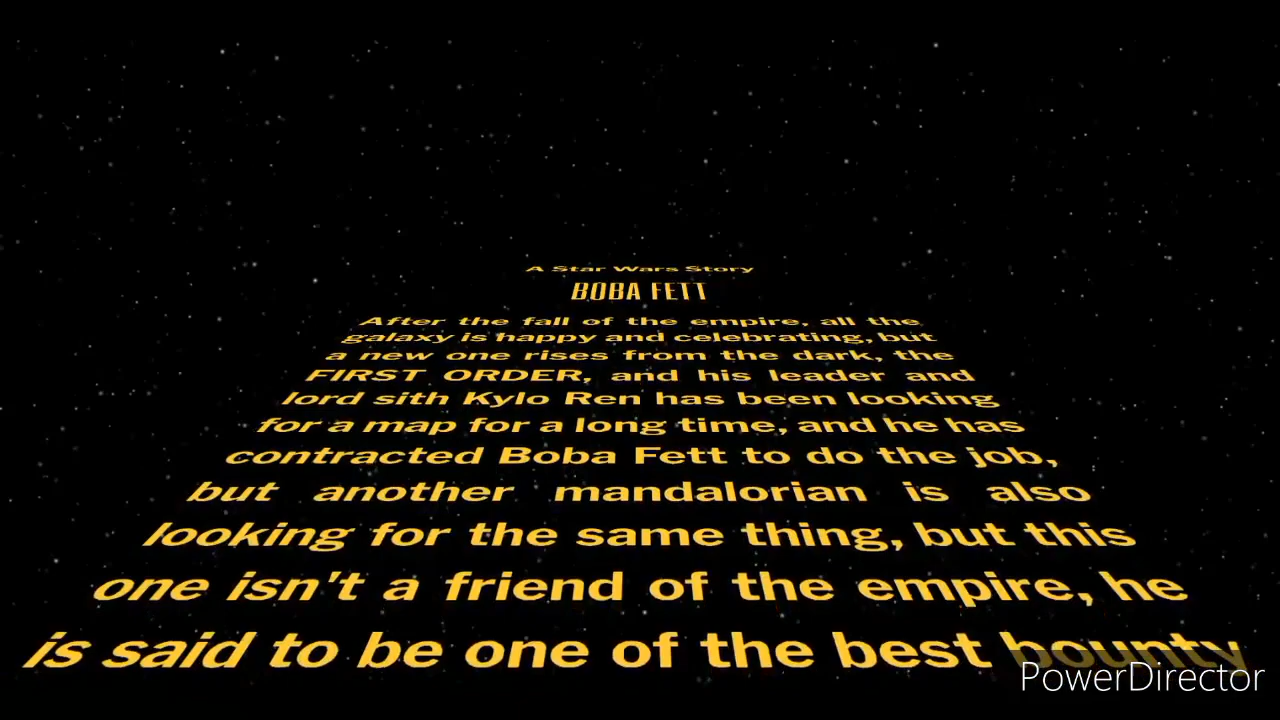 A Star Wars Story
BOBA FETT
After the fall of the empire, all the
galaxy is happy and celebrating, but
a new one rises from the dark, the
FIRST ORDER, and his leader and
lord sith Kylo Ren has been looking
for a map for a long time, and he has
contracted Boba Fett to do the job,
but another mandalorian is also
looking for the same thing, but this
one isn't a friend of the empire, he
is said to be one of the best bounty
PowerDirector